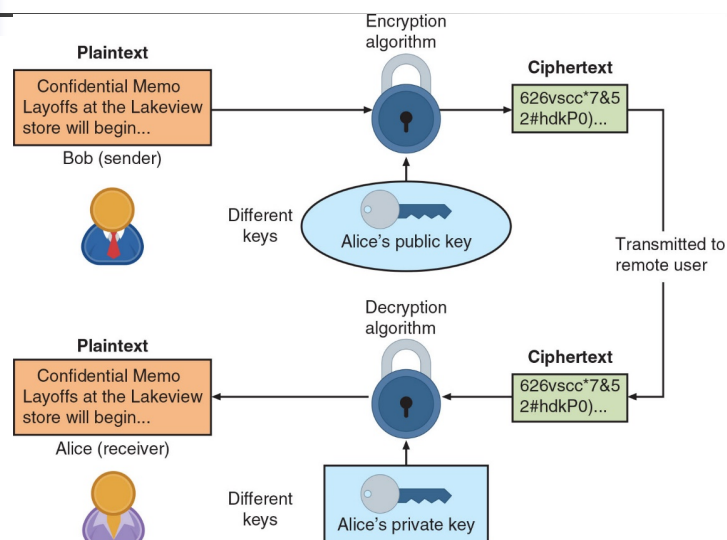 Encryption
algorithm
Plaintext
Ciphertext
Confidential Memo
Layoffs at the Lakeview
store will begin...
626vscc*7&5
2#hdkP0)...
Bob (sender)
Different
keys
Alice's public key
Transmitted to
remote user
Decryption
algorithm
Plaintext
Ciphertext
Confidential Memo
Layoffs at the Lakeview
store will begin...
626vscc*7&5
2#hdkP0)...
Alice (receiver)
Different
keys
Alice's private key